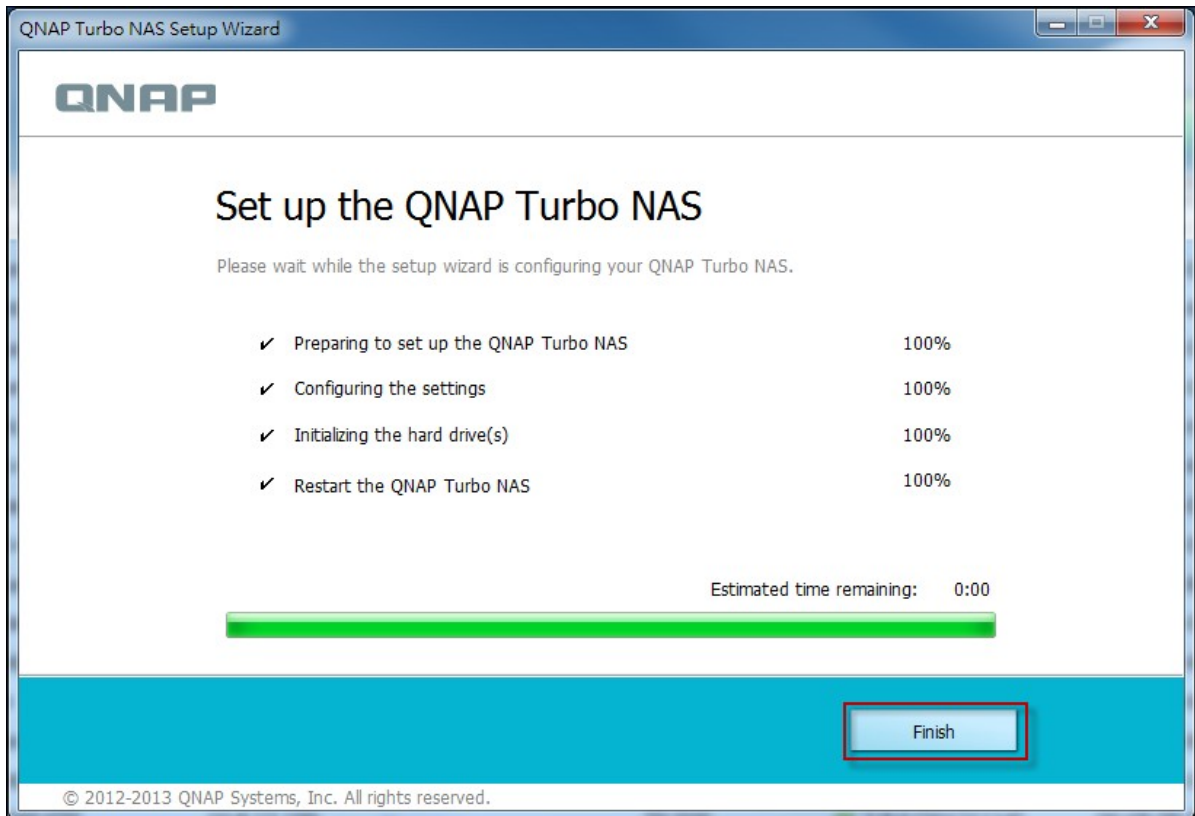 QNAP Turbo NAS Setup Wizard
QNAP
Set up the QNAP Turbo NAS
Please wait while the setup wizard is configuring your QNAP Turbo NAS.
✔ Preparing to set up the QNAP Turbo NAS 100%
✔ Configuring the settings 100%
✔ Initializing the hard drive(s) 100%
✔ Restart the QNAP Turbo NAS 100%
Estimated time remaining: 0:00
Finish
© 2012-2013 QNAP Systems, Inc. All rights reserved.